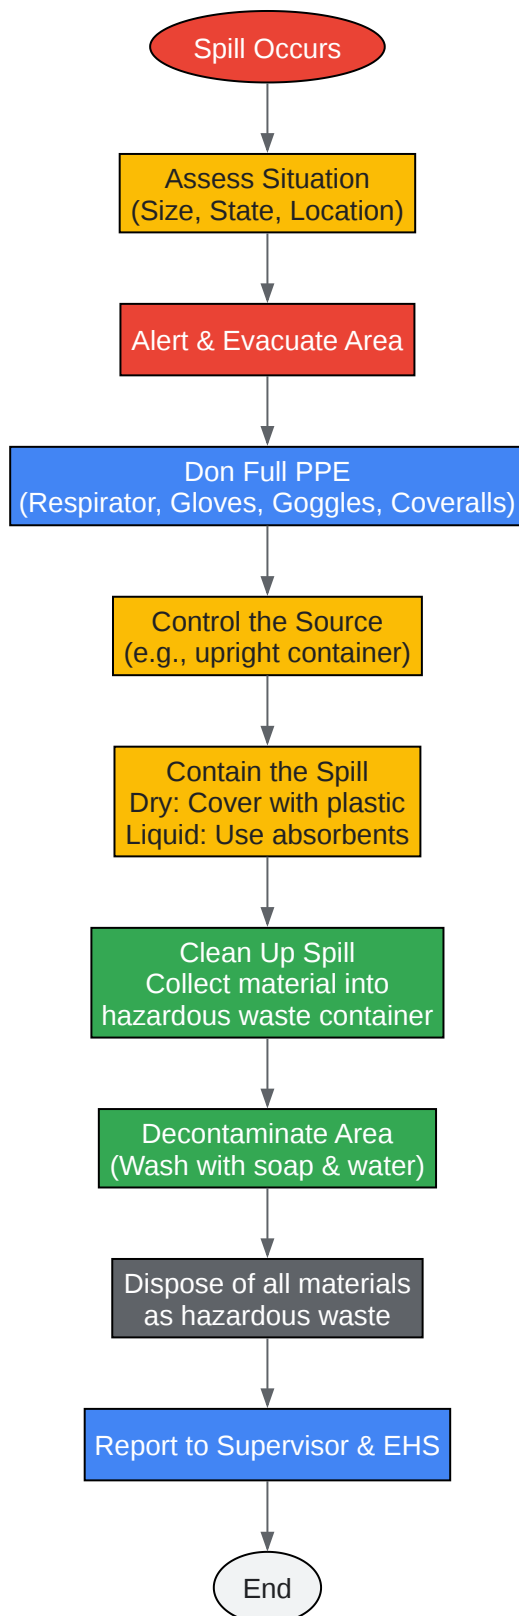 Spill Occurs
Assess Situation
(Size, State, Location)
Alert & Evacuate Area
Don Full PPE
(Respirator, Gloves, Goggles, Coveralls)
Control the Source
(e.g., upright container)
Contain the Spill
Dry: Cover with plastic
Liquid: Use absorbents
Clean Up Spill
Collect material into
hazardous waste container
Decontaminate Area
(Wash with soap & water)
Dispose of all materials
as hazardous waste
Report to Supervisor & EHS
End